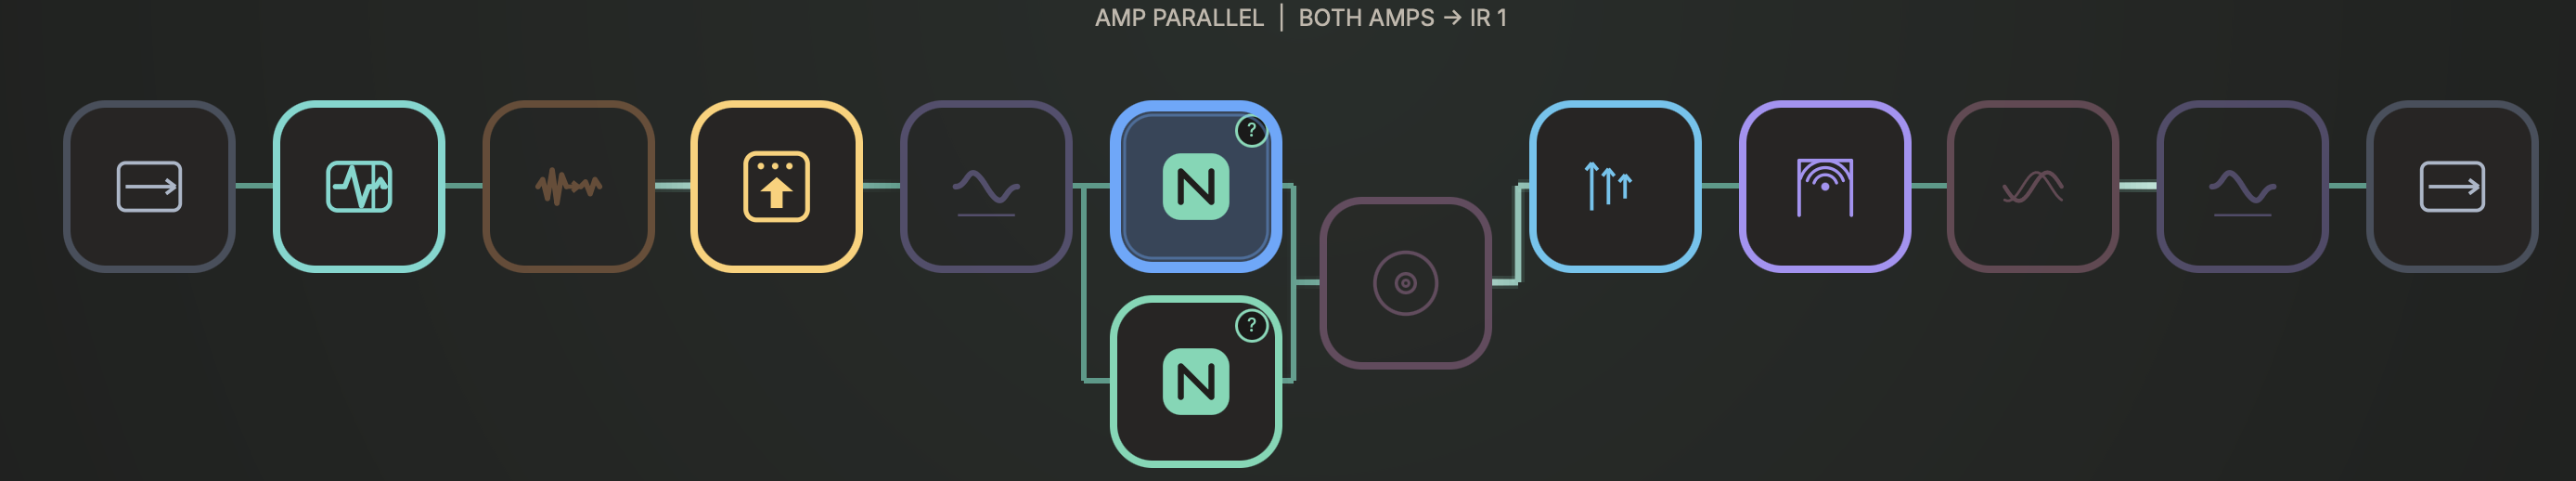 AMP PARALLEL | BOTH AMPS → IR 1
?
N
?
N